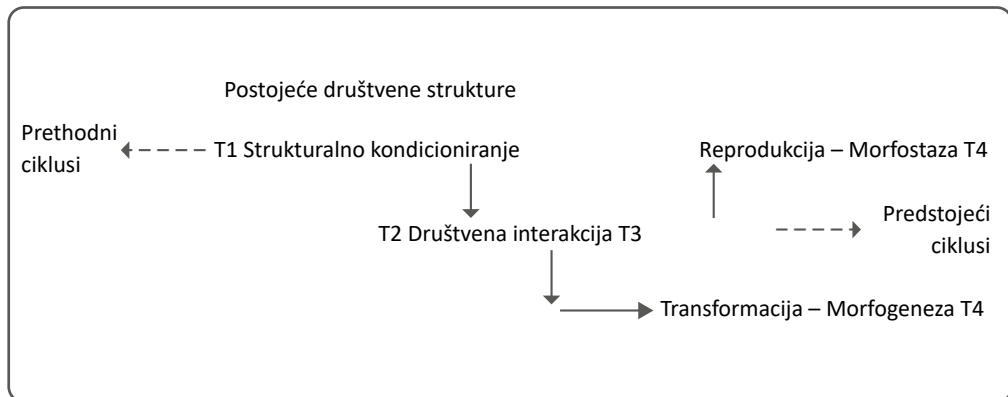 Postojeće društvene strukture
Prethodni
ciklusi
T1 Strukturalno kondicioniranje
Reprodukcija – Morfostaza T4
T2 Društvena interakcija T3
Predstojeći
ciklusi
Transformacija – Morfogeneza T4